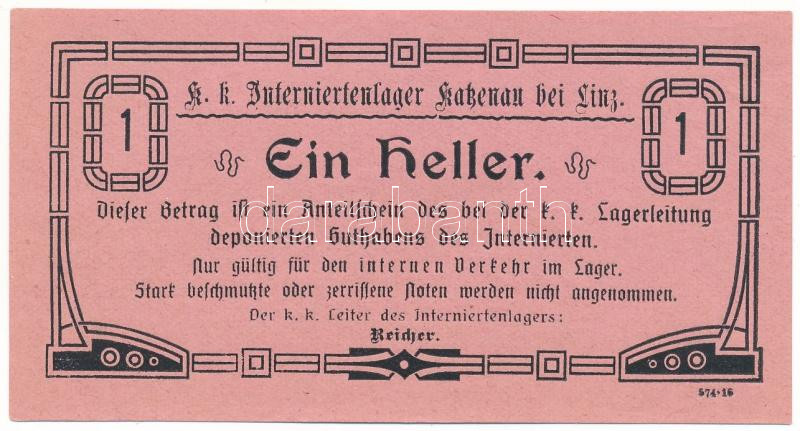 K. k. Interniertenlager Katzenau bei Linz.
1
1
Ein Heller.
Dieser Betrag ist ein Anteilschein des bei der k. k. Lagerleitung
deponierten Guthabens des Internierten.
Nur gültig für den internen Verkehr im Lager.
Stark beschmutzte oder zerrissene Noten werden nicht angenommen.
Der k. k. Leiter des Interniertenlagers:
Reicher.
574·16
darabanth